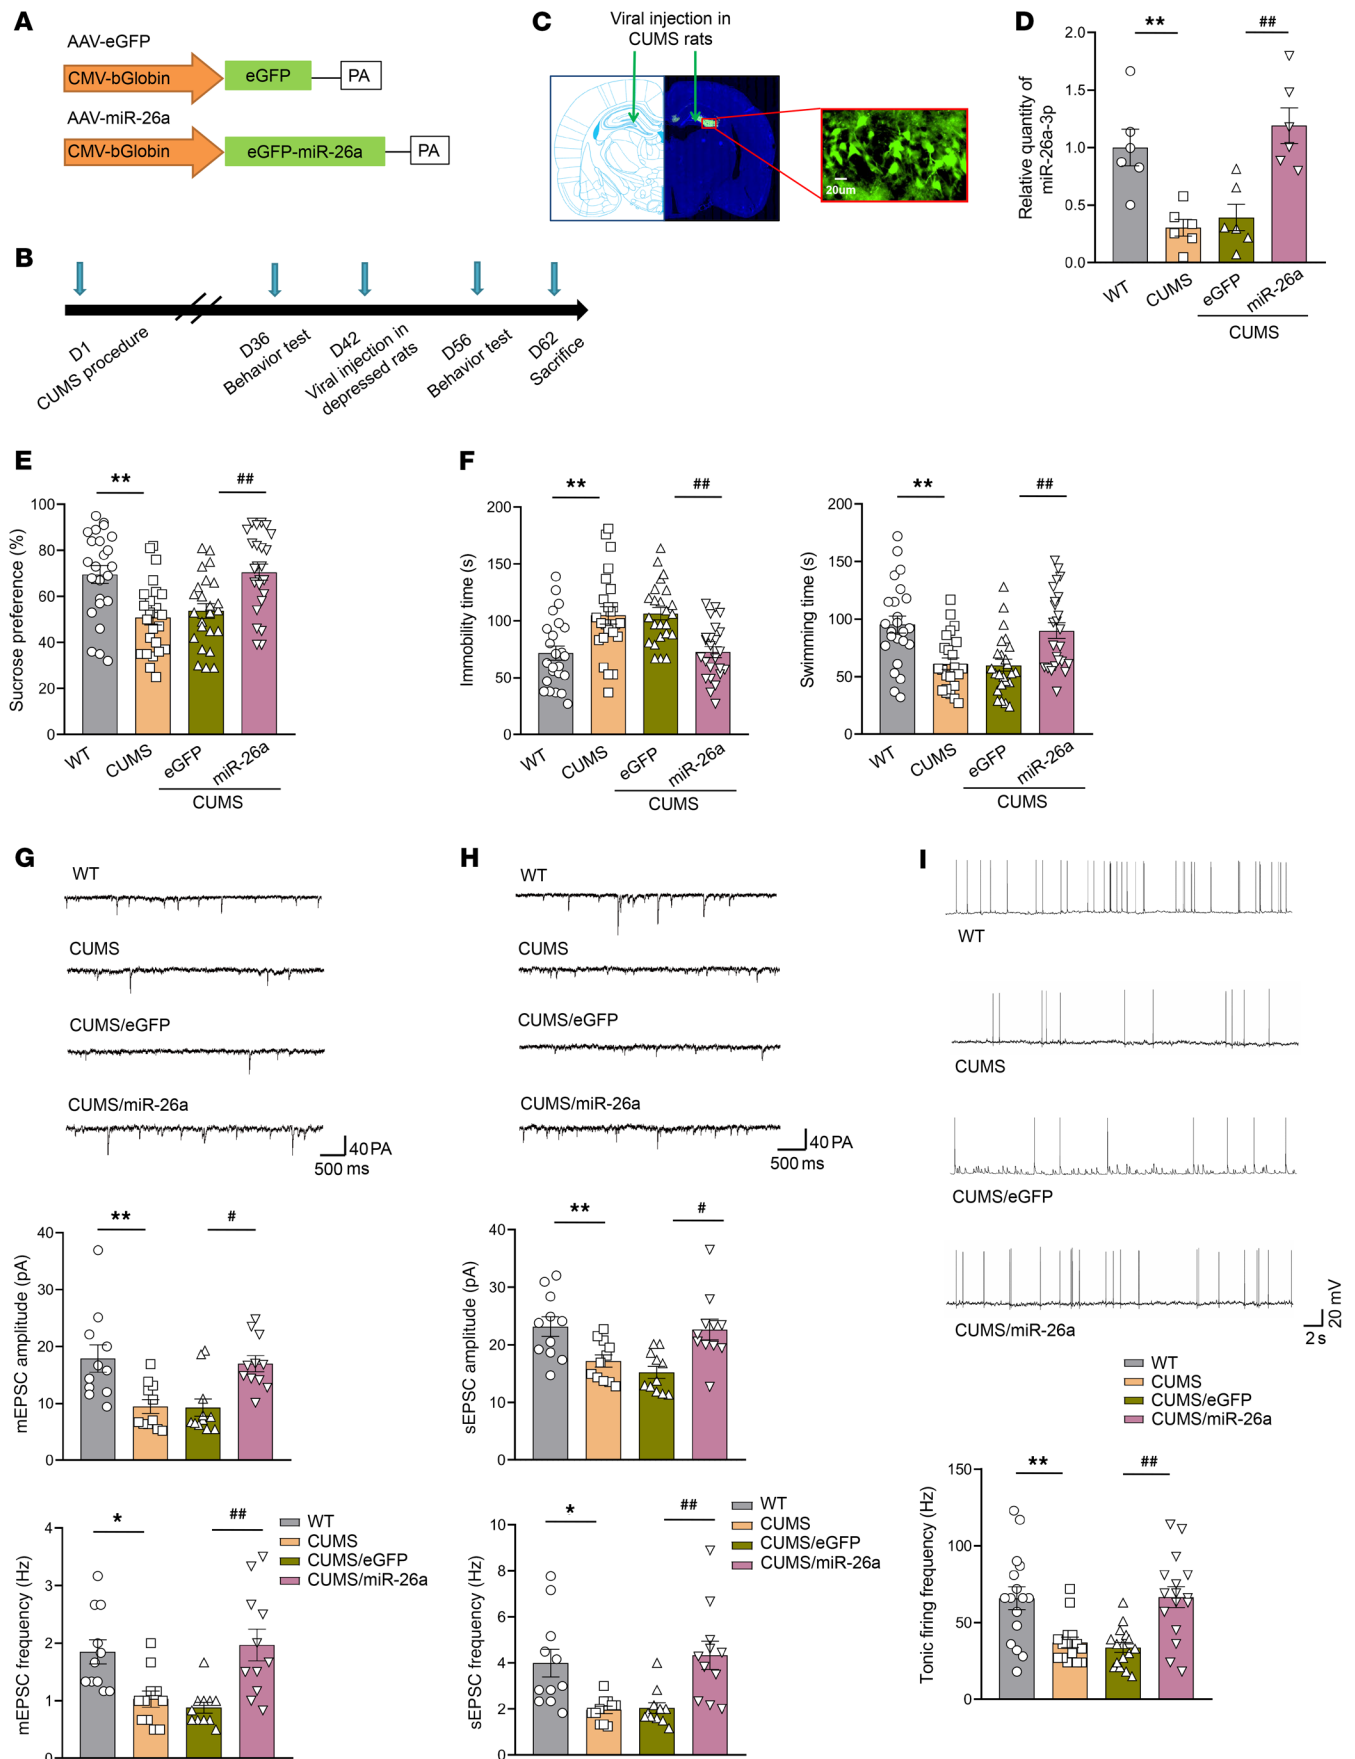 A
AAV-eGFP
CMV-bGlobin
eGFP
PA
AAV-miR-26a
CMV-bGlobin
eGFP-miR-26a
PA
B
D1
CUMS procedure
D36
Behavior test
D42
Viral injection in
depressed rats
D56
Behavior test
D62
Sacrifice
C
Viral injection in
CUMS rats
20um
D
Relative quantity of
miR-26a-3p
2.0
1.5
1.0
0.5
0.0
**
##
WT
CUMS
eGFP
miR-26a
CUMS
E
Sucrose preference (%)
100
80
60
40
20
0
**
##
WT
CUMS
eGFP
miR-26a
CUMS
F
Immobility time (s)
200
150
100
50
0
**
##
WT
CUMS
eGFP
miR-26a
CUMS
Swimming time (s)
200
150
100
50
0
**
##
WT
CUMS
eGFP
miR-26a
CUMS
G
WT
CUMS
CUMS/eGFP
CUMS/miR-26a
40 PA
500 ms
mEPSC amplitude (pA)
40
30
20
10
0
**
#
mEPSC frequency (Hz)
4
3
2
1
0
*
##
WT
CUMS
CUMS/eGFP
CUMS/miR-26a
H
WT
CUMS
CUMS/eGFP
CUMS/miR-26a
40 PA
500 ms
sEPSC amplitude (pA)
40
30
20
10
0
**
#
sEPSC frequency (Hz)
10
8
6
4
2
0
*
##
WT
CUMS
CUMS/eGFP
CUMS/miR-26a
I
WT
CUMS
CUMS/eGFP
CUMS/miR-26a
20 mV
2 s
WT
CUMS
CUMS/eGFP
CUMS/miR-26a
Tonic firing frequency (Hz)
150
100
50
0
**
##